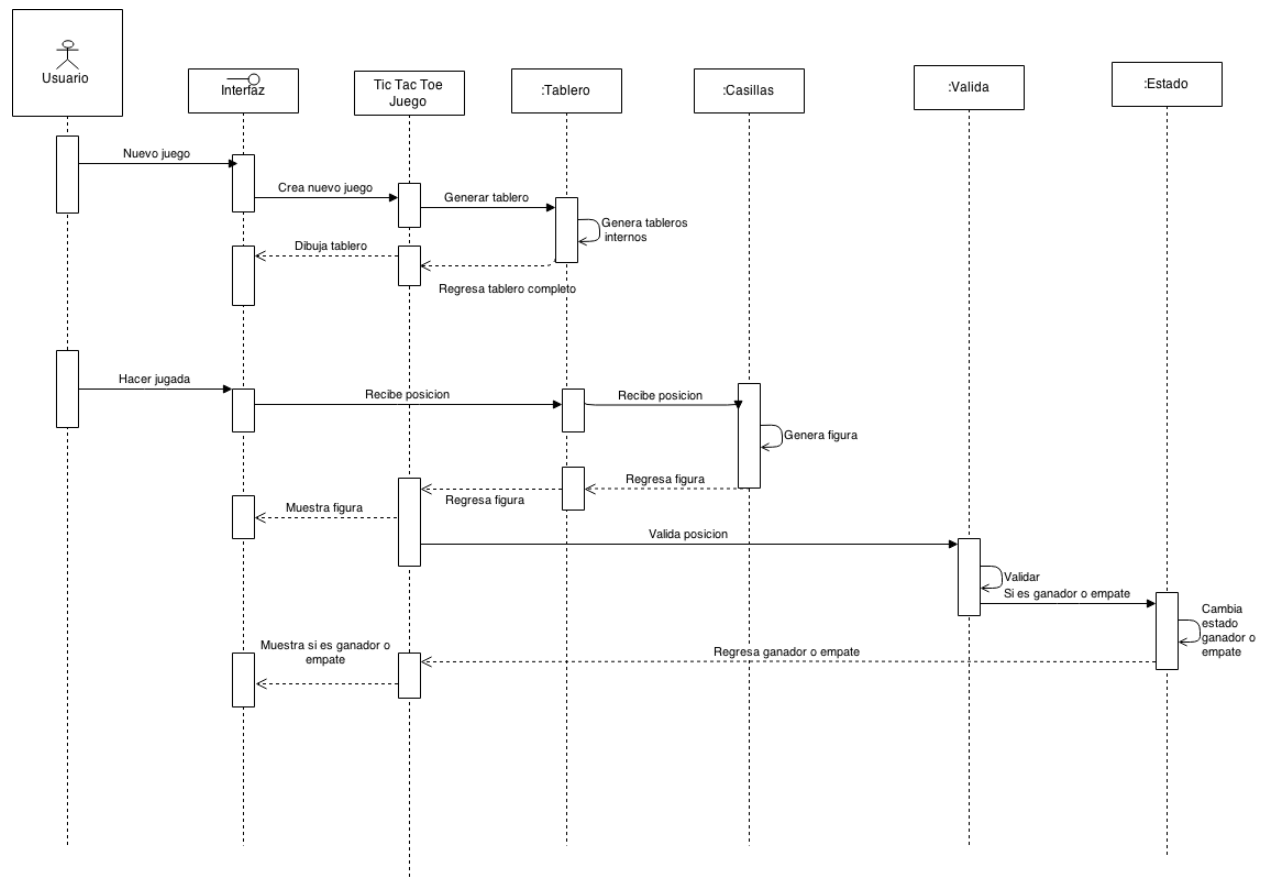 Usuario
Interfaz
Tic Tac Toe
Juego
:Tablero
:Casillas
:Valida
:Estado
Nuevo juego
Crea nuevo juego
Generar tablero
Genera tableros
internos
Dibuja tablero
Regresa tablero completo
Hacer jugada
Recibe posicion
Recibe posicion
Genera figura
Regresa figura
Regresa figura
Muestra figura
Valida posicion
Validar
Si es ganador o empate
Cambia
estado
ganador o
empate
Muestra si es ganador o
empate
Regresa ganador o empate